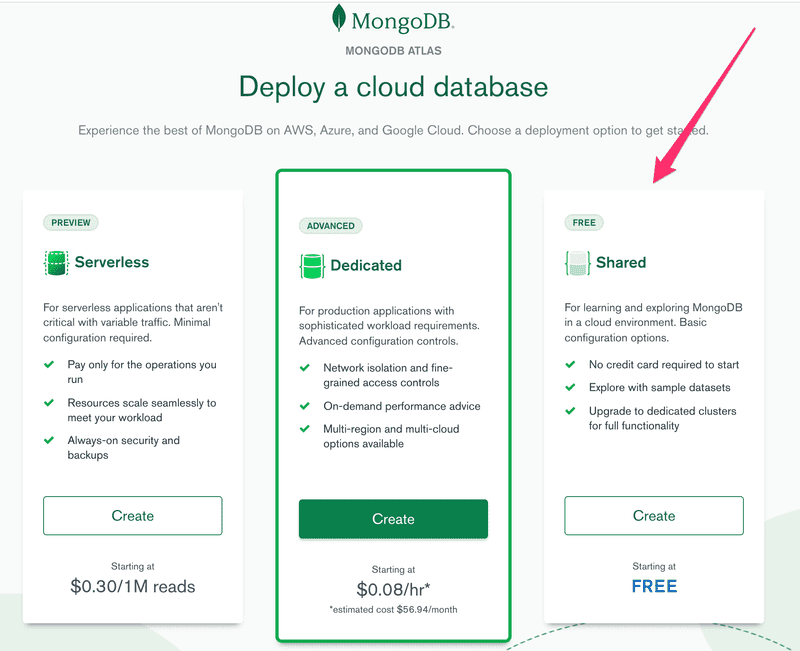 MongoDB.
MONGODB ATLAS
Deploy a cloud database
Experience the best of MongoDB on AWS, Azure, and Google Cloud. Choose a deployment option to get started.
PREVIEW
Serverless
For serverless applications that aren't
critical with variable traffic. Minimal
configuration required.
Pay only for the operations you
run
Resources scale seamlessly to
meet your workload
Always-on security and
backups
Create
Starting at
$0.30/1M reads
ADVANCED
Dedicated
For production applications with
sophisticated workload requirements.
Advanced configuration controls.
Network isolation and fine-
grained access controls
On-demand performance advice
Multi-region and multi-cloud
options available
Create
Starting at
$0.08/hr*
*estimated cost $56.94/month
FREE
Shared
For learning and exploring MongoDB
in a cloud environment. Basic
configuration options.
No credit card required to start
Explore with sample datasets
Upgrade to dedicated clusters
for full functionality
Create
Starting at
FREE